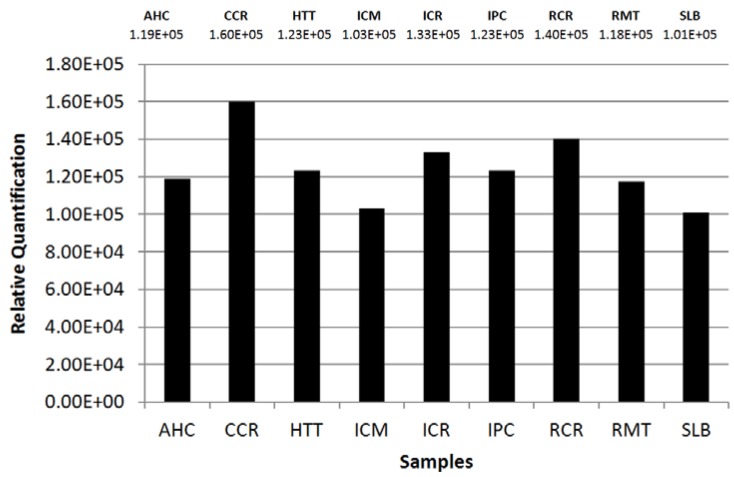 AHC CCR HTT ICM ICR IPC RCR RMT SLB
1.19E+05 1.60E+05 1.23E+05 1.03E+05 1.33E+05 1.23E+05 1.40E+05 1.18E+05 1.01E+05
Relative Quantification
1.80E+05
1.60E+05
1.40E+05
1.20E+05
1.00E+05
8.00E+04
6.00E+04
4.00E+04
2.00E+04
0.00E+00
AHC CCR HTT ICM ICR IPC RCR RMT SLB
Samples